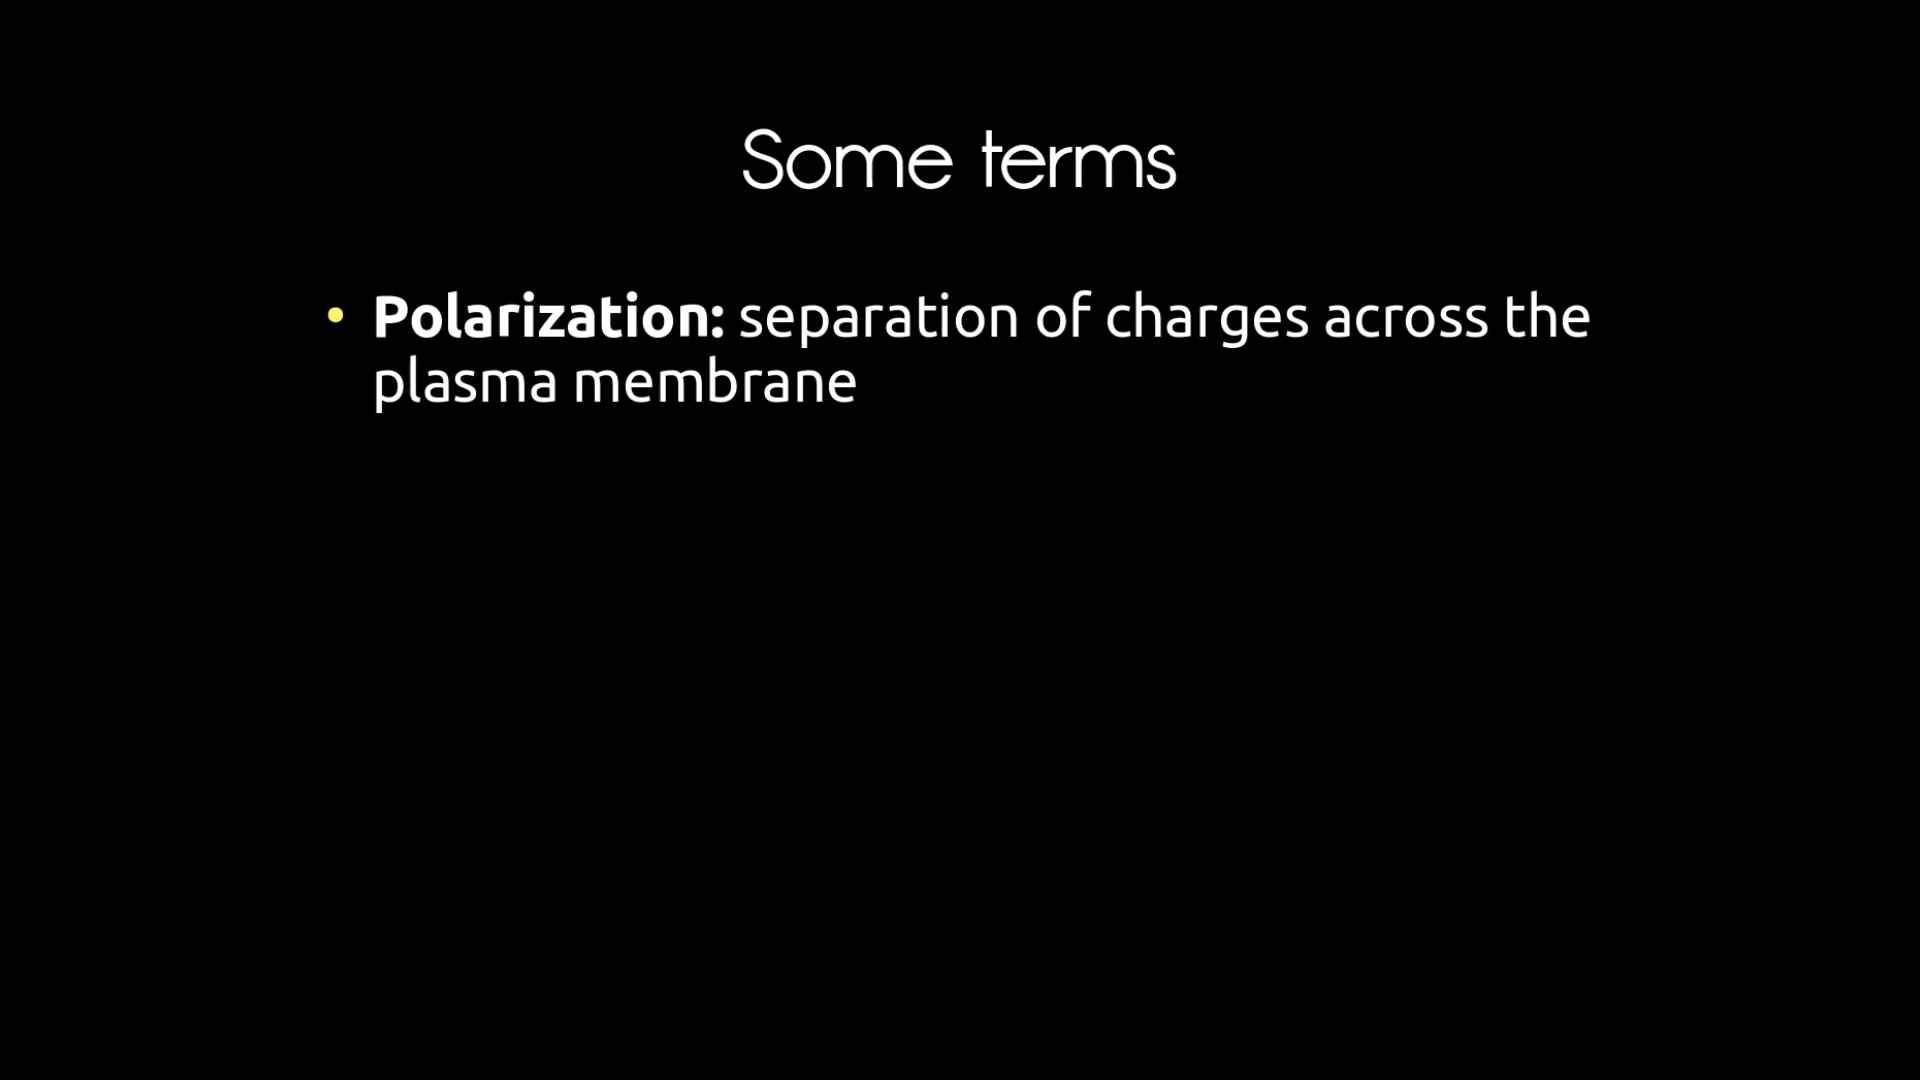 Some terms
• Polarization: separation of charges across the
plasma membrane